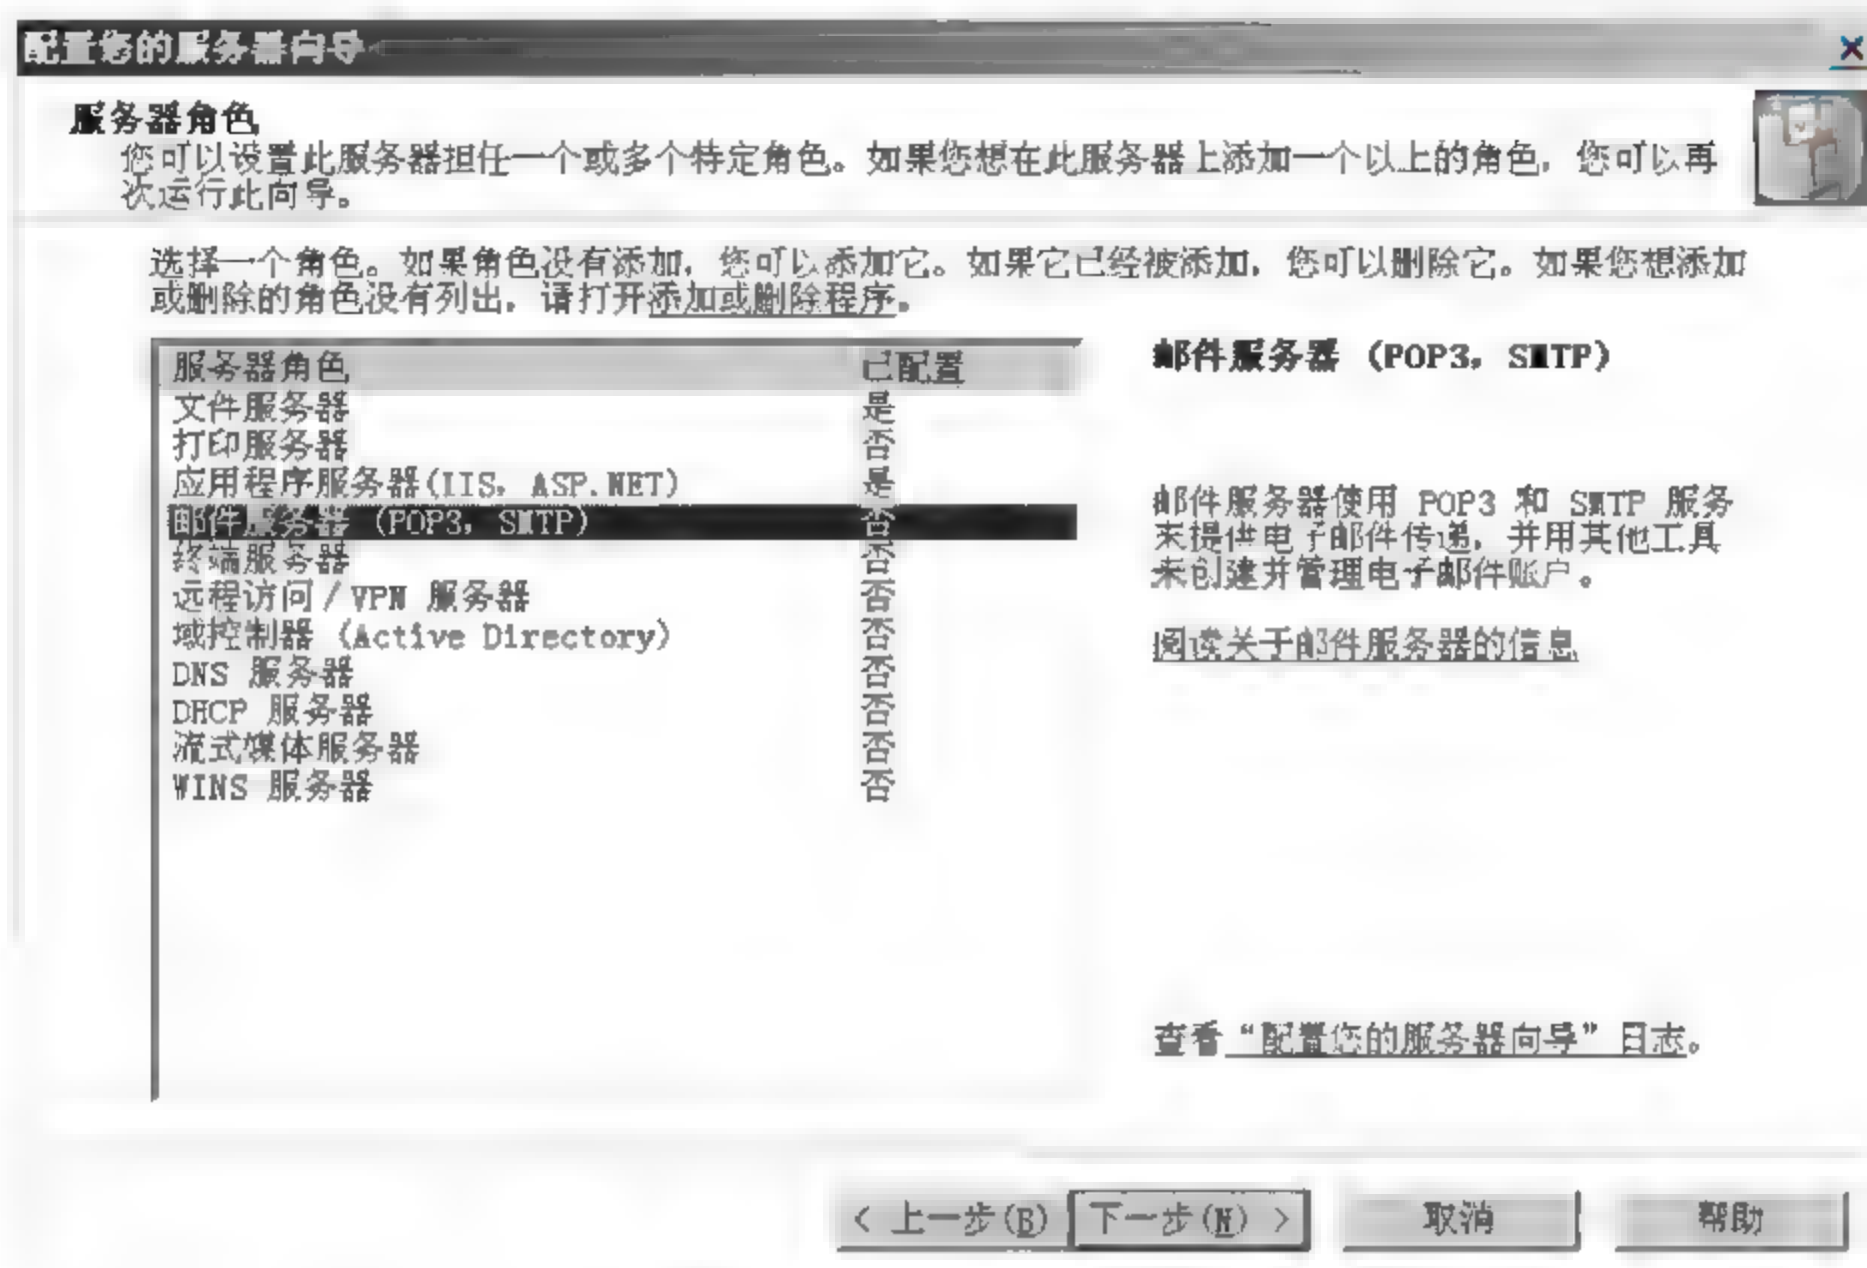 配置您的服务器向导
服务器角色
您可以设置此服务器担任一个或多个特定角色。如果您想在此服务器上添加一个以上的角色，您可以再
次运行此向导。
选择一个角色。如果角色没有添加，您可以添加它。如果它已经被添加，您可以删除它。如果您想添加
或删除的角色没有列出，请打开添加或删除程序。
服务器角色 已配置
文件服务器 是
打印服务器 否
应用程序服务器(IIS, ASP.NET) 是
邮件服务器 (POP3, SMTP) 否
终端服务器 否
远程访问/VPN 服务器 否
域控制器 (Active Directory) 否
DNS 服务器 否
DHCP 服务器 否
流式媒体服务器 否
WINS 服务器 否
邮件服务器 (POP3, SMTP)
邮件服务器使用 POP3 和 SMTP 服务
来提供电子邮件传递，并用其他工具
来创建并管理电子邮件账户。
阅读关于邮件服务器的信息
查看“配置您的服务器向导”日志。
< 上一步(B) 下一步(N) > 取消 帮助